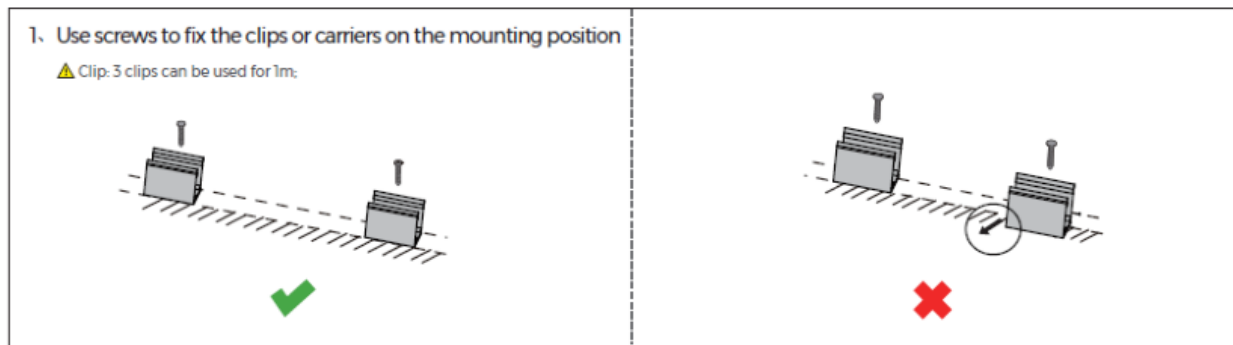 1、 Use screws to fix the clips or carriers on the mounting position
Clip: 3 clips can be used for 1m;